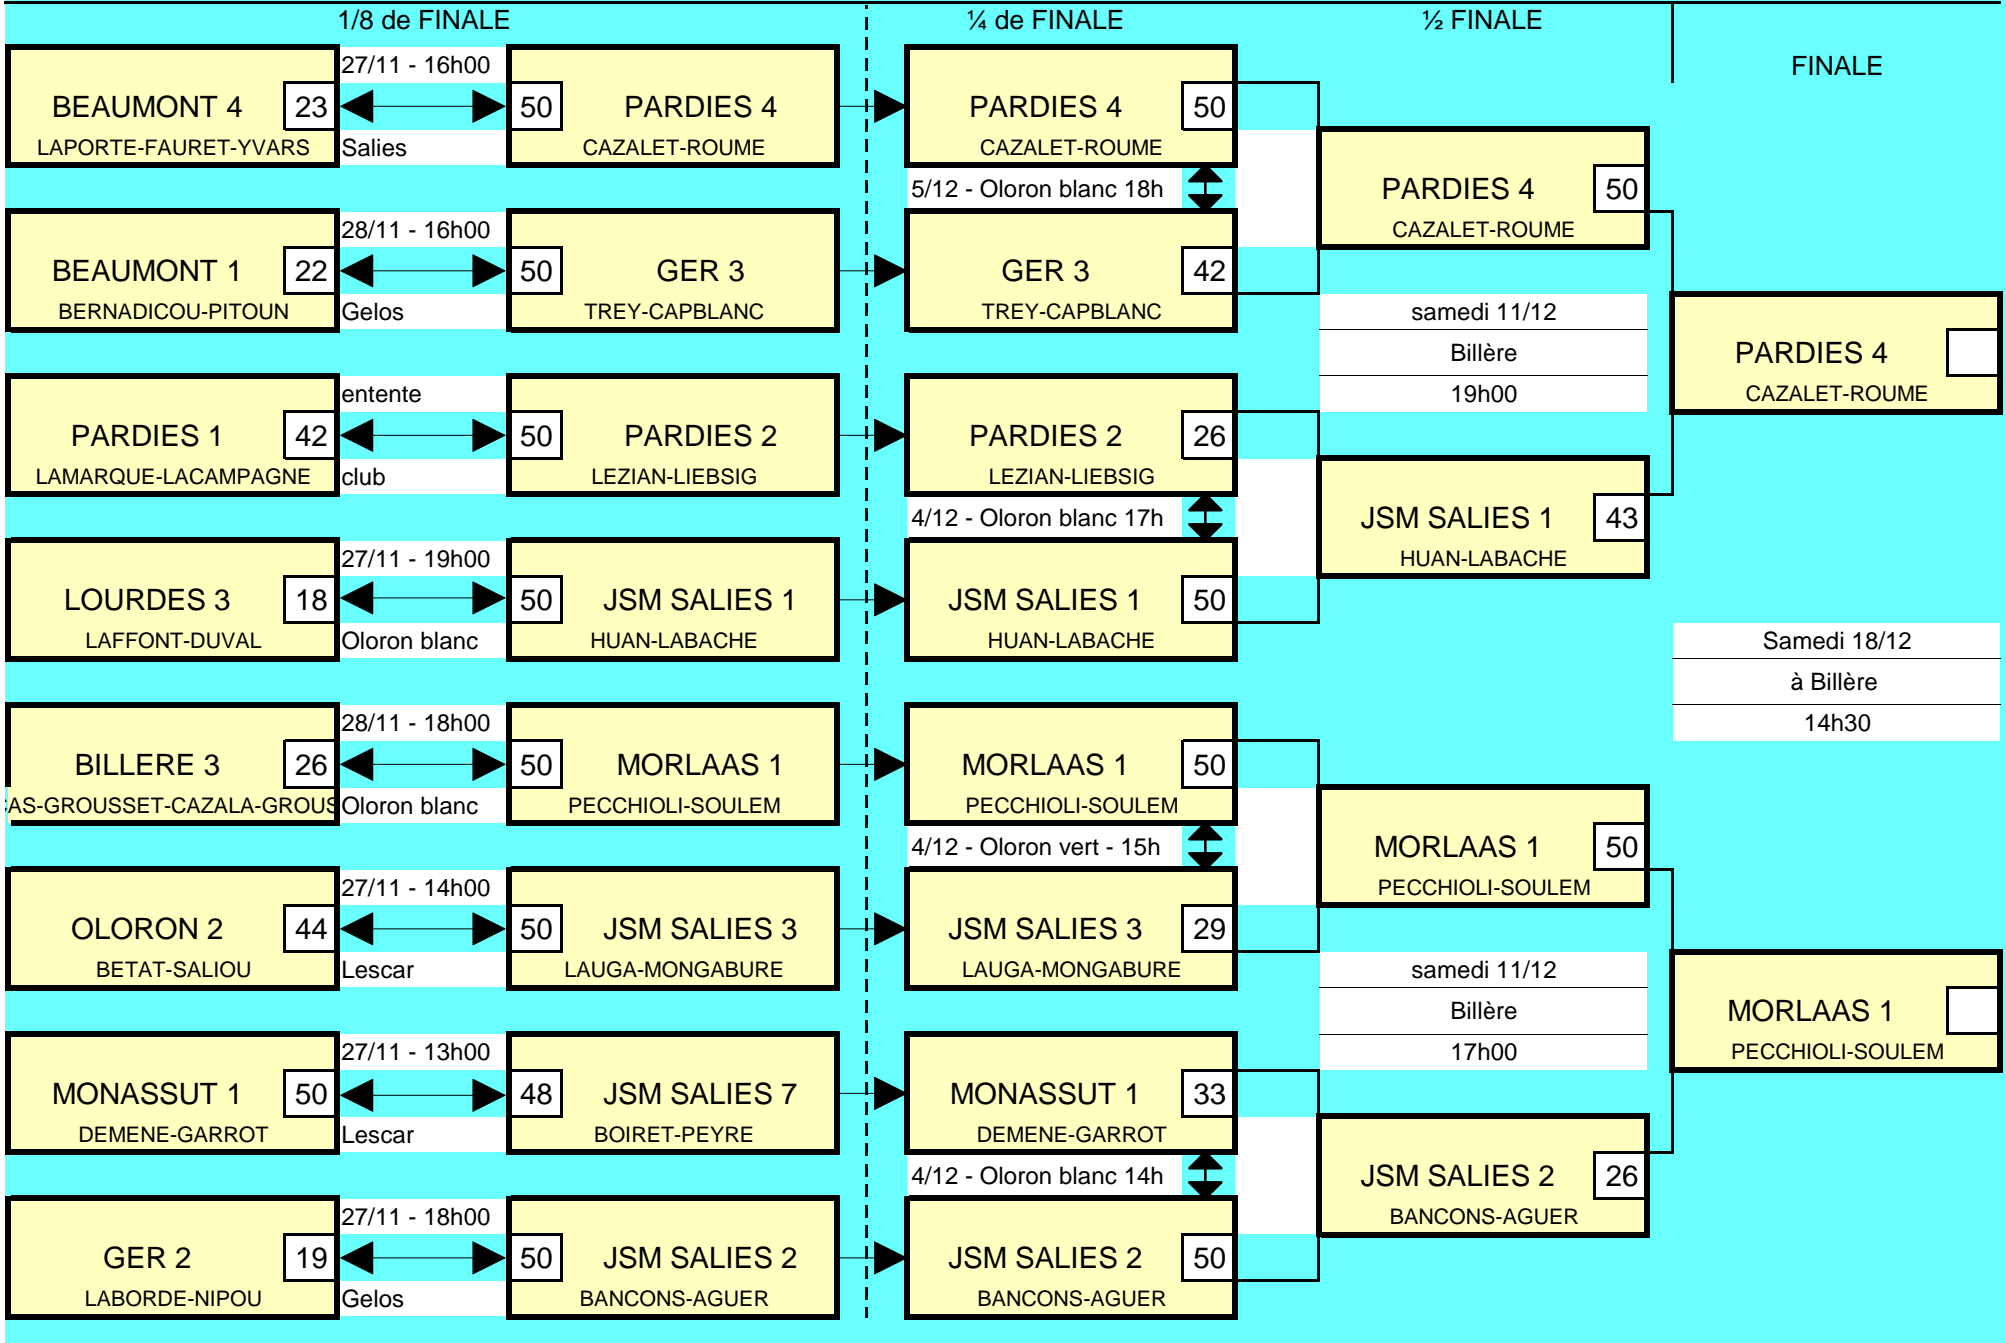 1/8 de FINALE
¼ de FINALE
½ FINALE
FINALE
27/11 - 16h00
BEAUMONT 4 23 50 PARDIES 4
LAPORTE-FAURET-YVARS Salies CAZALET-ROUME
28/11 - 16h00
BEAUMONT 1 22 50 GER 3
BERNADICOU-PITOUN Gelos TREY-CAPBLANC
entente
PARDIES 1 42 50 PARDIES 2
LAMARQUE-LACAMPAGNE club LEZIAN-LIEBSIG
27/11 - 19h00
LOURDES 3 18 50 JSM SALIES 1
LAFFONT-DUVAL Oloron blanc HUAN-LABACHE
28/11 - 18h00
BILLERE 3 26 50 MORLAAS 1
AS-GROUSSET-CAZALA-GROUS Oloron blanc PECCHIOLI-SOULEM
27/11 - 14h00
OLORON 2 44 50 JSM SALIES 3
BETAT-SALIOU Lescar LAUGA-MONGABURE
27/11 - 13h00
MONASSUT 1 50 48 JSM SALIES 7
DEMENE-GARROT Lescar BOIRET-PEYRE
27/11 - 18h00
GER 2 19 50 JSM SALIES 2
LABORDE-NIPOU Gelos BANCONS-AGUER
PARDIES 4 50
CAZALET-ROUME
5/12 - Oloron blanc 18h
GER 3 42
TREY-CAPBLANC
PARDIES 2 26
LEZIAN-LIEBSIG
4/12 - Oloron blanc 17h
JSM SALIES 1 50
HUAN-LABACHE
MORLAAS 1 50
PECCHIOLI-SOULEM
4/12 - Oloron vert - 15h
JSM SALIES 3 29
LAUGA-MONGABURE
MONASSUT 1 33
DEMENE-GARROT
4/12 - Oloron blanc 14h
JSM SALIES 2 50
BANCONS-AGUER
PARDIES 4 50
CAZALET-ROUME
samedi 11/12
Billère
19h00
JSM SALIES 1 43
HUAN-LABACHE
MORLAAS 1 50
PECCHIOLI-SOULEM
samedi 11/12
Billère
17h00
JSM SALIES 2 26
BANCONS-AGUER
PARDIES 4
CAZALET-ROUME
Samedi 18/12
à Billère
14h30
MORLAAS 1
PECCHIOLI-SOULEM